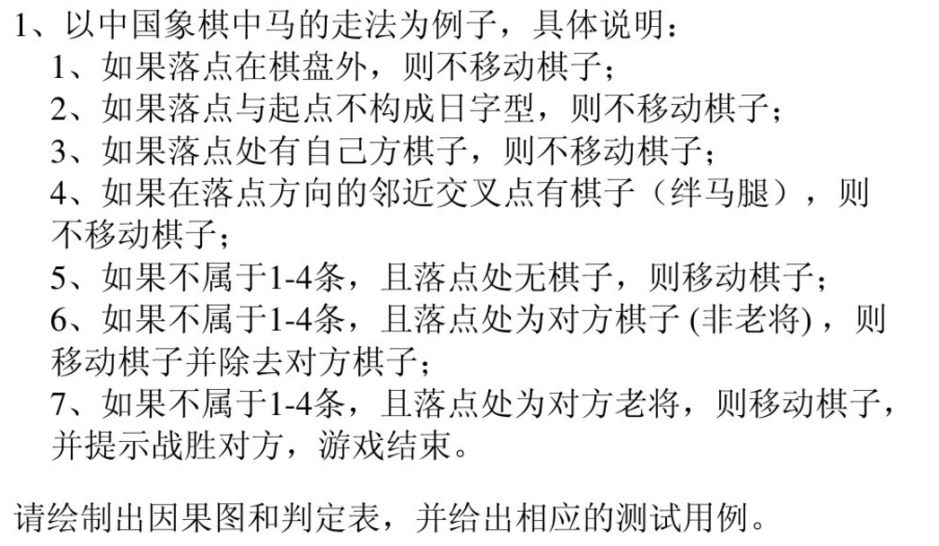 1、以中国象棋中马的走法为例子，具体说明：
1、如果落点在棋盘外，则不移动棋子；
2、如果落点与起点不构成日字型，则不移动棋子；
3、如果落点处有自己方棋子，则不移动棋子；
4、如果在落点方向的邻近交叉点有棋子（绊马腿），则
不移动棋子；
5、如果不属于1-4条，且落点处无棋子，则移动棋子；
6、如果不属于1-4条，且落点处为对方棋子 (非老将) ，则
移动棋子并除去对方棋子；
7、如果不属于1-4条，且落点处为对方老将，则移动棋子，
并提示战胜对方，游戏结束。
请绘制出因果图和判定表，并给出相应的测试用例。